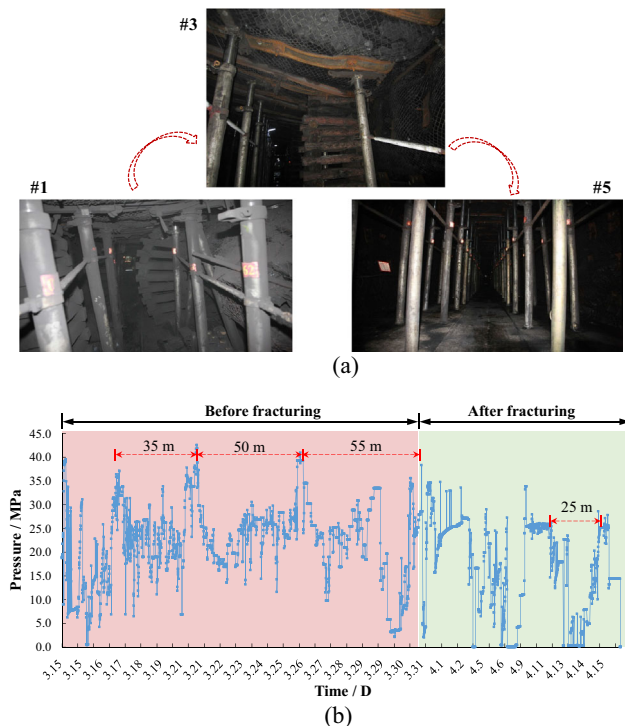 #3
#1
#5
(a)
Before fracturing
After fracturing
35 m
50 m
55 m
25 m
Pressure / MPa
45.0
40.0
35.0
30.0
25.0
20.0
15.0
10.0
5.0
0.0
3.15 3.15 3.16 3.17 3.18 3.19 3.21 3.21 3.22 3.23 3.24 3.25 3.26 3.27 3.28 3.29 3.29 3.30 3.31 4.1 4.2 4.5 4.6 4.9 4.11 4.13 4.14 4.15
Time / D
(b)